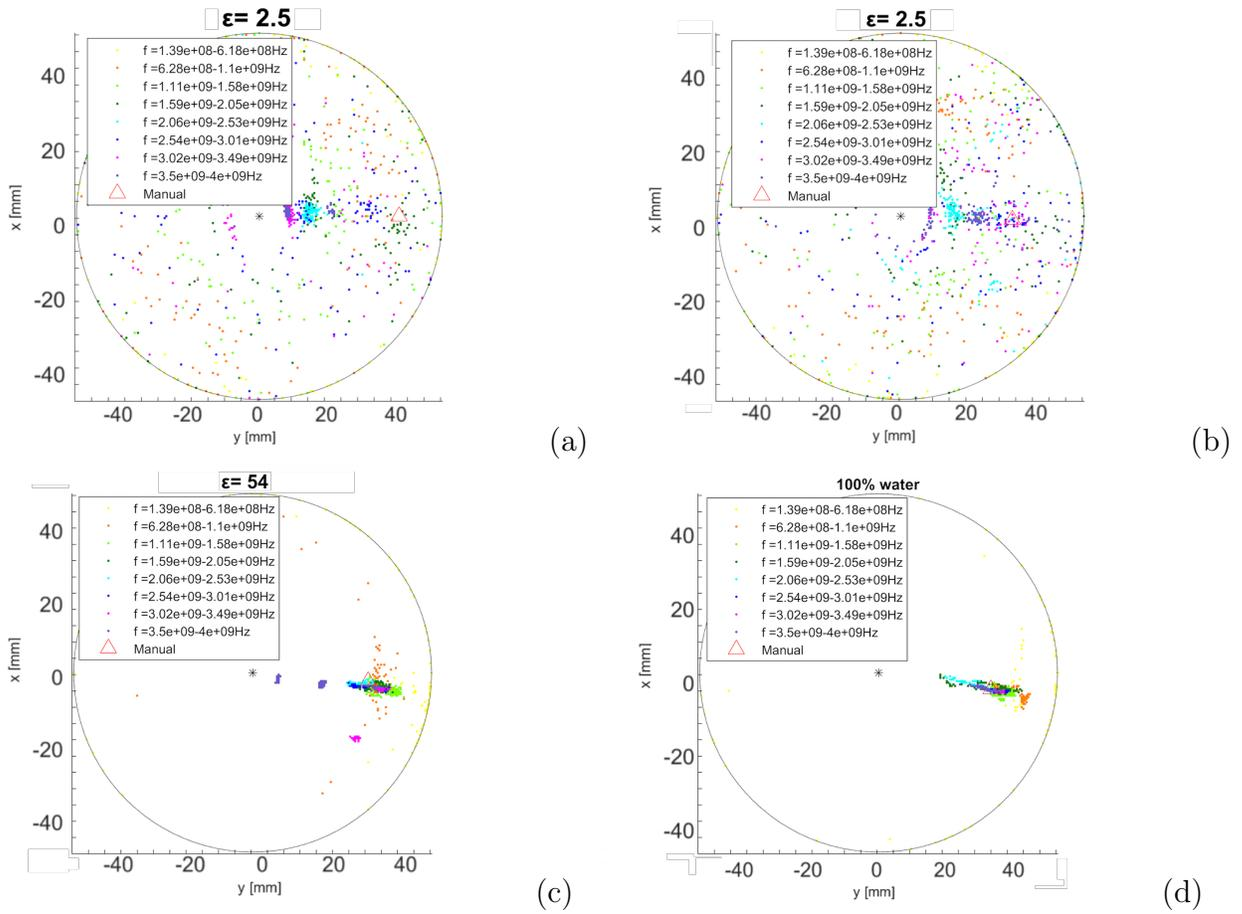 ε= 2.5
f =1.39e+08-6.18e+08Hz
f =6.28e+08-1.1e+09Hz
f =1.11e+09-1.58e+09Hz
f =1.59e+09-2.05e+09Hz
f =2.06e+09-2.53e+09Hz
f =2.54e+09-3.01e+09Hz
f =3.02e+09-3.49e+09Hz
f =3.5e+09-4e+09Hz
Manual
x [mm]
40
20
0
-20
-40
-40
-20
0
20
40
y [mm]
(a)
ε= 2.5
f =1.39e+08-6.18e+08Hz
f =6.28e+08-1.1e+09Hz
f =1.11e+09-1.58e+09Hz
f =1.59e+09-2.05e+09Hz
f =2.06e+09-2.53e+09Hz
f =2.54e+09-3.01e+09Hz
f =3.02e+09-3.49e+09Hz
f =3.5e+09-4e+09Hz
Manual
x [mm]
40
20
0
-20
-40
-40
-20
0
20
40
y [mm]
(b)
ε= 54
f =1.39e+08-6.18e+08Hz
f =6.28e+08-1.1e+09Hz
f =1.11e+09-1.58e+09Hz
f =1.59e+09-2.05e+09Hz
f =2.06e+09-2.53e+09Hz
f =2.54e+09-3.01e+09Hz
f =3.02e+09-3.49e+09Hz
f =3.5e+09-4e+09Hz
Manual
x [mm]
40
20
0
-20
-40
-40
-20
0
20
40
y [mm]
(c)
100% water
f =1.39e+08-6.18e+08Hz
f =6.28e+08-1.1e+09Hz
f =1.11e+09-1.58e+09Hz
f =1.59e+09-2.05e+09Hz
f =2.06e+09-2.53e+09Hz
f =2.54e+09-3.01e+09Hz
f =3.02e+09-3.49e+09Hz
f =3.5e+09-4e+09Hz
Manual
x [mm]
40
20
0
-20
-40
-40
-20
0
20
40
y [mm]
(d)